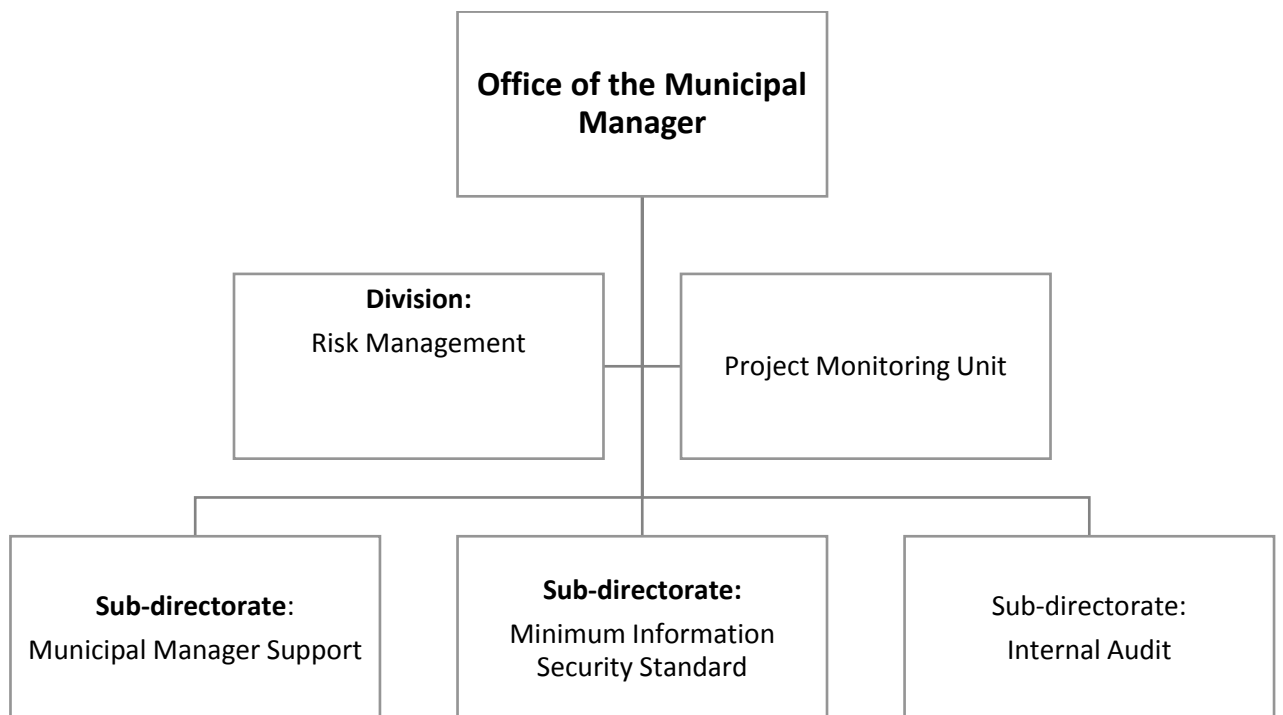 Office of the Municipal
Manager
Division:
Risk Management
Project Monitoring Unit
Sub-directorate:
Municipal Manager Support
Sub-directorate:
Minimum Information
Security Standard
Sub-directorate:
Internal Audit